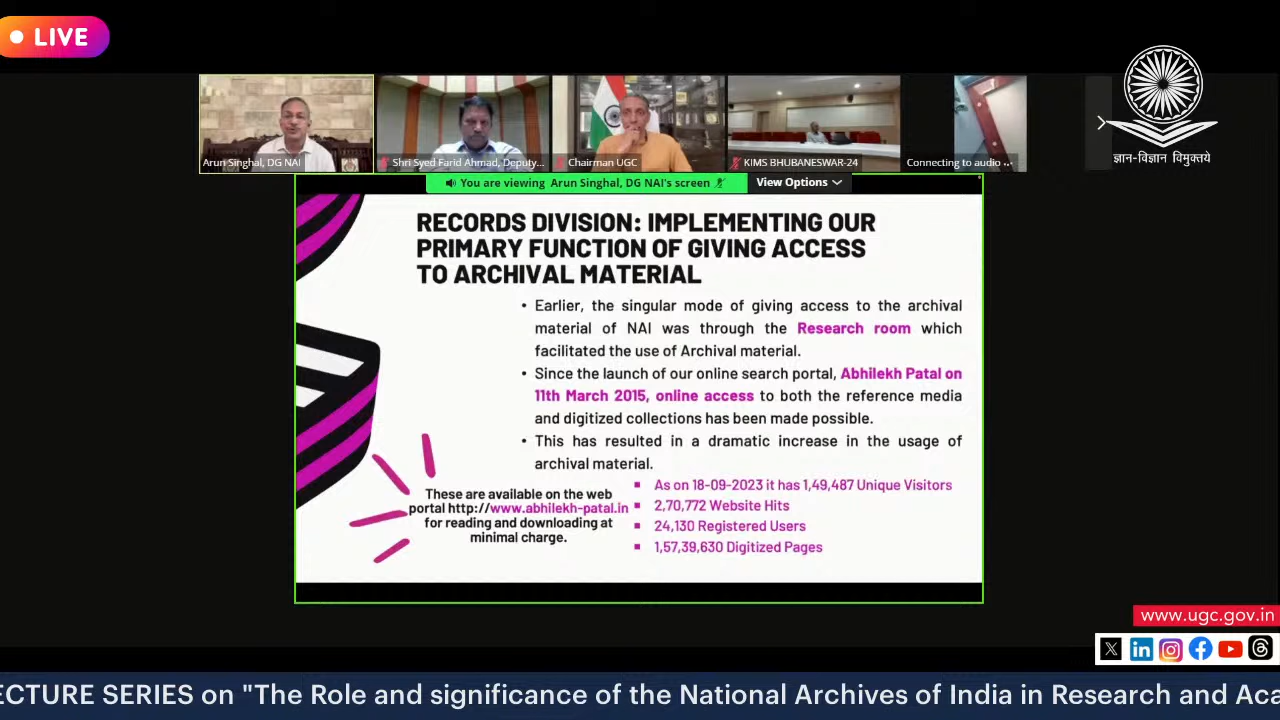 LIVE
Arun Singhal, DG NAI
Shri Syed Farid Ahmad, Deputy...
Chairman UGC
KIMS BHUBANESWAR-24
Connecting to audio ...
ज्ञान-विज्ञान विमुक्तये
You are viewing Arun Singhal, DG NAI's screen
View Options
RECORDS DIVISION: IMPLEMENTING OUR
PRIMARY FUNCTION OF GIVING ACCESS
TO ARCHIVAL MATERIAL
• Earlier, the singular mode of giving access to the archival
material of NAI was through the Research room which
facilitated the use of Archival material.
• Since the launch of our online search portal, Abhilekh Patal on
11th March 2015, online access to both the reference media
and digitized collections has been made possible.
• This has resulted in a dramatic increase in the usage of
archival material.
These are available on the web
portal http://www.abhilekh-patal.in
for reading and downloading at
minimal charge.
▪ As on 18-09-2023 it has 1,49,487 Unique Visitors
▪ 2,70,772 Website Hits
▪ 24,130 Registered Users
▪ 1,57,39,630 Digitized Pages
www.ugc.gov.in
ECTURE SERIES on "The Role and significance of the National Archives of India in Research and Aca